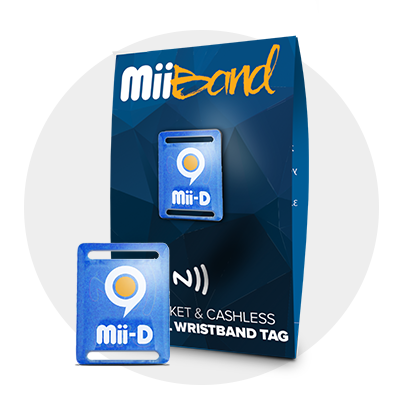 MiiBand
Mii-D
KET & CASHLESS
L WRISTBAND TAG
Mii-D